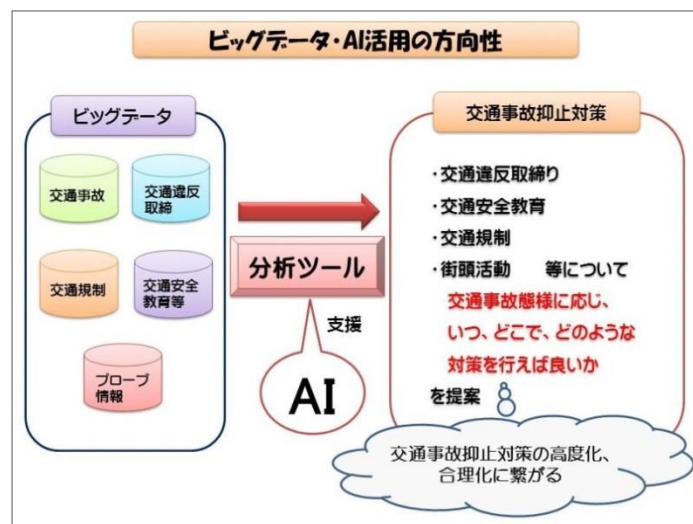 ビッグデータ・AI活用の方向性
ビッグデータ
交通事故
交通違反
取締
交通規制
交通安全
教育等
プローブ
情報
分析ツール
支援
AI
交通事故抑止対策
・交通違反取締り
・交通安全教育
・交通規制
・街頭活動　等について
交通事故態様に応じ、
いつ、どこで、どのような
対策を行えば良いか
を提案
交通事故抑止対策の高度化、
合理化に繋がる